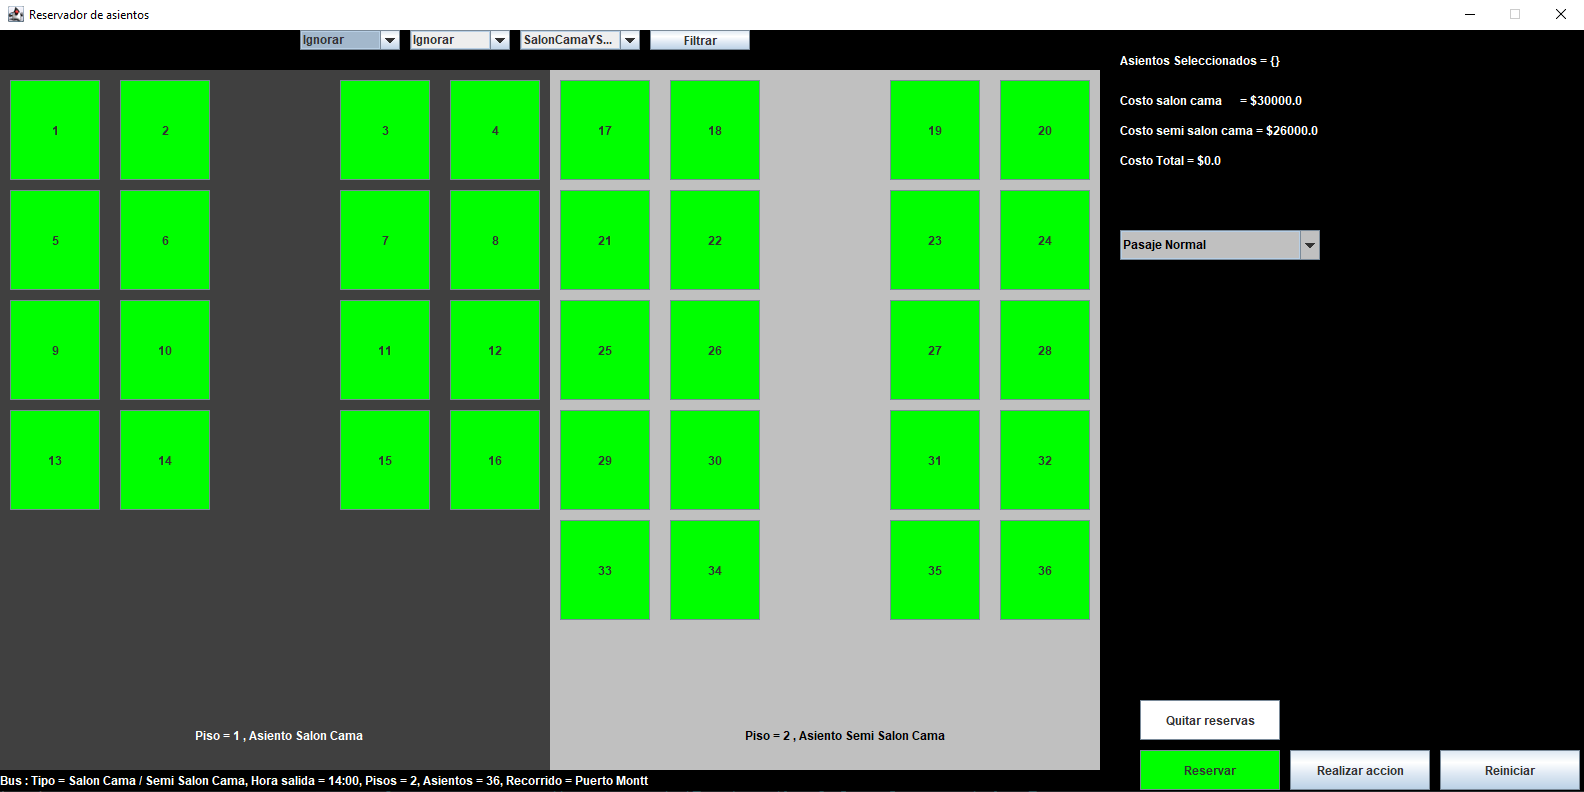 Reservador de asientos
Ignorar Ignorar SalonCamaYS... Filtrar
Asientos Seleccionados = {}
Costo salon cama = $30000.0
Costo semi salon cama = $26000.0
Costo Total = $0.0
Pasaje Normal
1 2 3 4 17 18 19 20
5 6 7 8 21 22 23 24
9 10 11 12 25 26 27 28
13 14 15 16 29 30 31 32
33 34 35 36
Piso = 1 , Asiento Salon Cama
Piso = 2 , Asiento Semi Salon Cama
Quitar reservas
Reservar Realizar accion Reiniciar
Bus : Tipo = Salon Cama / Semi Salon Cama, Hora salida = 14:00, Pisos = 2, Asientos = 36, Recorrido = Puerto Montt